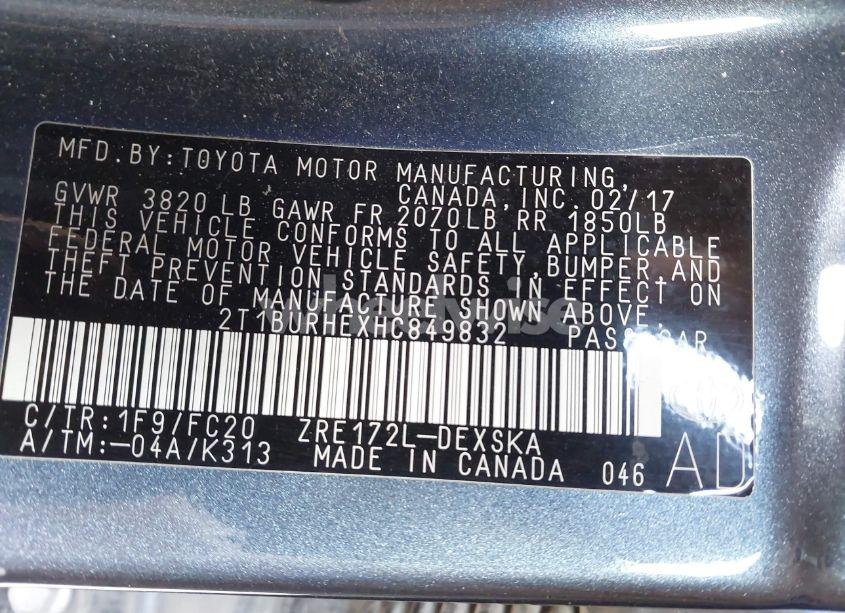 MFD.BY:TOYOTA MOTOR MANUFACTURING,
CANADA, INC. 02/17
GVWR 3820 LB GAWR FR 2070LB RR 1850LB
THIS VEHICLE CONFORMS TO ALL APPLICABLE
FEDERAL MOTOR VEHICLE SAFETY,BUMPER,AND
THEFT PREVENTION STANDARDS IN EFFECT ON
THE DATE OF MANUFACTURE SHOWN ABOVE.
2T1BURHEXHC849832 PASS.CAR
C/TR:1F9/FC20 ZRE172L-DEXSKA
A/TM:-04A/K313 MADE IN CANADA 046 AD